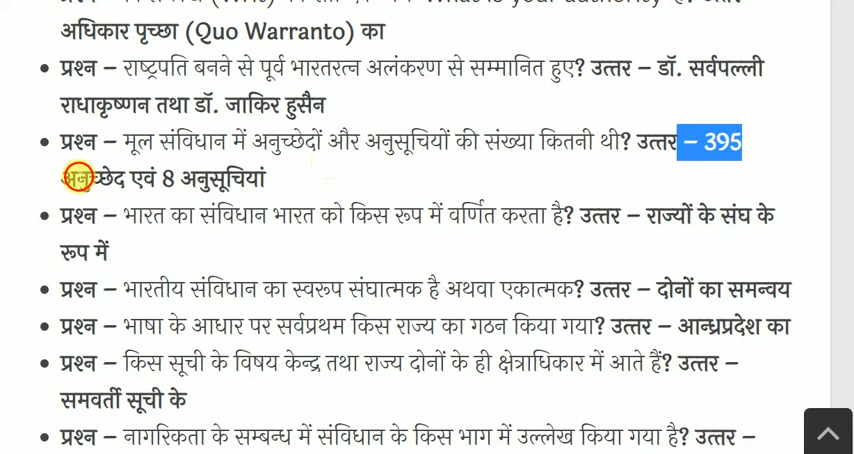 अधिकार पृच्छा (Quo Warranto) का
प्रश्न – राष्ट्रपति बनने से पूर्व भारतरत्न अलंकरण से सम्मानित हुए? उत्तर – डॉ. सर्वपल्ली
राधाकृष्णन तथा डॉ. जाकिर हुसैन
प्रश्न – मूल संविधान में अनुच्छेदों और अनुसूचियों की संख्या कितनी थी? उत्तर – 395
अनुच्छेद एवं 8 अनुसूचियां
प्रश्न – भारत का संविधान भारत को किस रूप में वर्णित करता है? उत्तर – राज्यों के संघ के
रूप में
प्रश्न – भारतीय संविधान का स्वरूप संघात्मक है अथवा एकात्मक? उत्तर – दोनों का समन्वय
प्रश्न – भाषा के आधार पर सर्वप्रथम किस राज्य का गठन किया गया? उत्तर – आन्ध्रप्रदेश का
प्रश्न – किस सूची के विषय केन्द्र तथा राज्य दोनों के ही क्षेत्राधिकार में आते हैं? उत्तर –
समवर्ती सूची के
प्रश्न – नागरिकता के सम्बन्ध में संविधान के किस भाग में उल्लेख किया गया है? उत्तर –